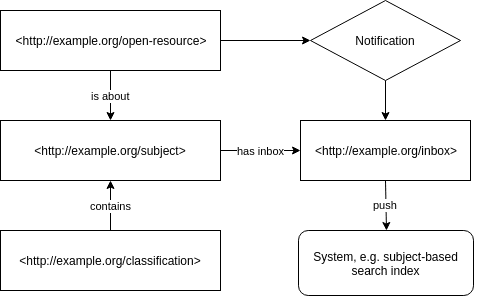 <http://example.org/open-resource>
Notification
is about
<http://example.org/subject>
has inbox
<http://example.org/inbox>
contains
push
<http://example.org/classification>
System, e.g. subject-based
search index